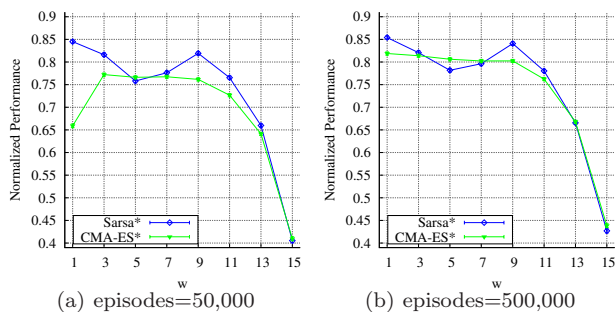 Normalized Performance
0.9
0.85
0.8
0.75
0.7
0.65
0.6
0.55
0.5
0.45
0.4
Sarsa*
CMA-ES*
1 3 5 7 9 11 13 15
w
(a) episodes=50,000
Normalized Performance
0.9
0.85
0.8
0.75
0.7
0.65
0.6
0.55
0.5
0.45
0.4
Sarsa*
CMA-ES*
1 3 5 7 9 11 13 15
w
(b) episodes=500,000